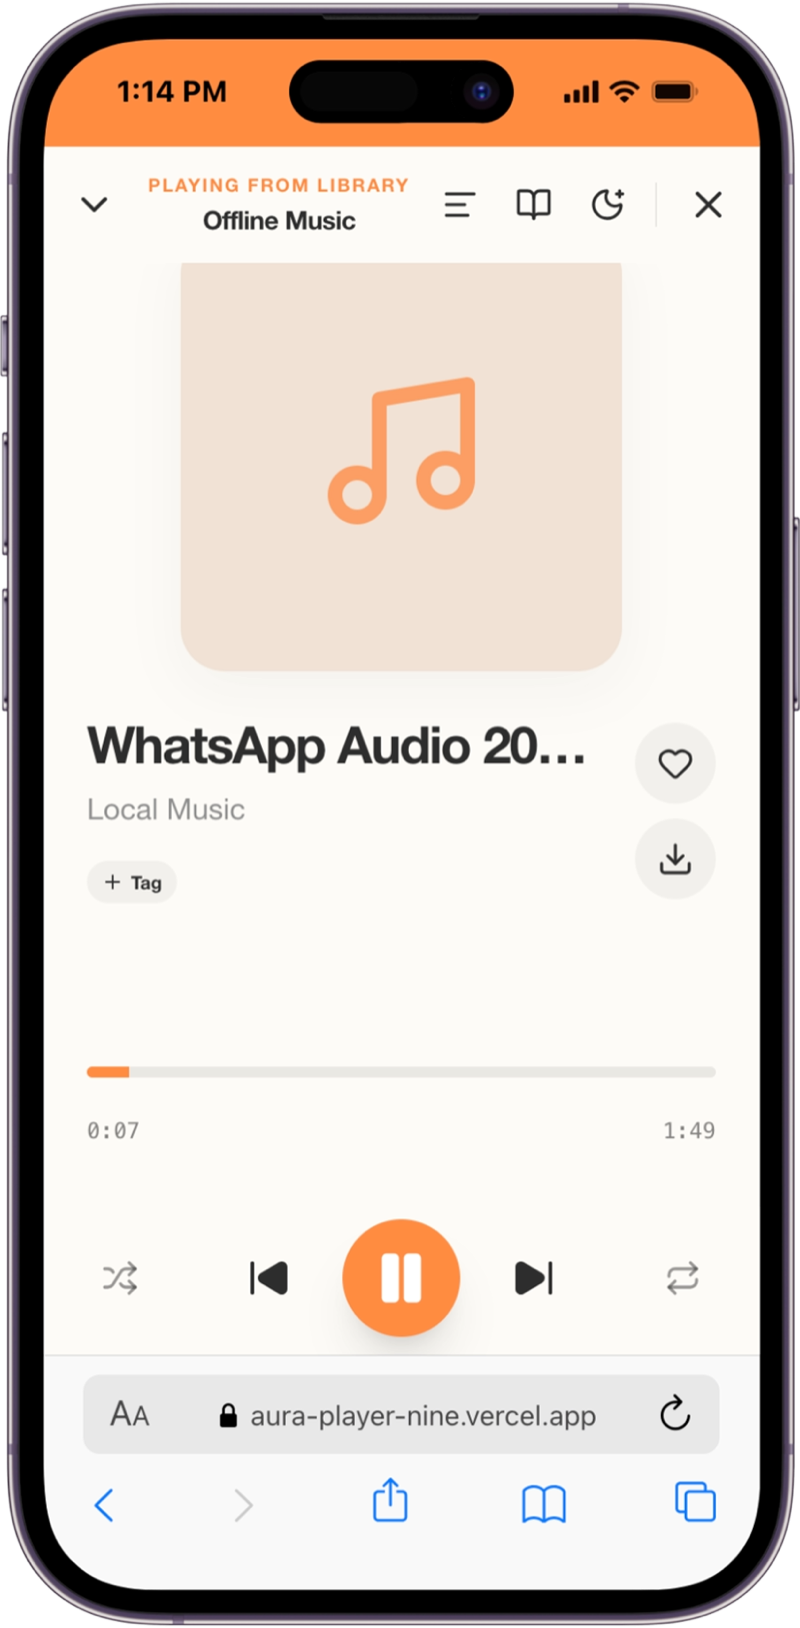 1:14 PM
PLAYING FROM LIBRARY
Offline Music
WhatsApp Audio 20...
Local Music
+ Tag
0:07
1:49
AA
aura-player-nine.vercel.app